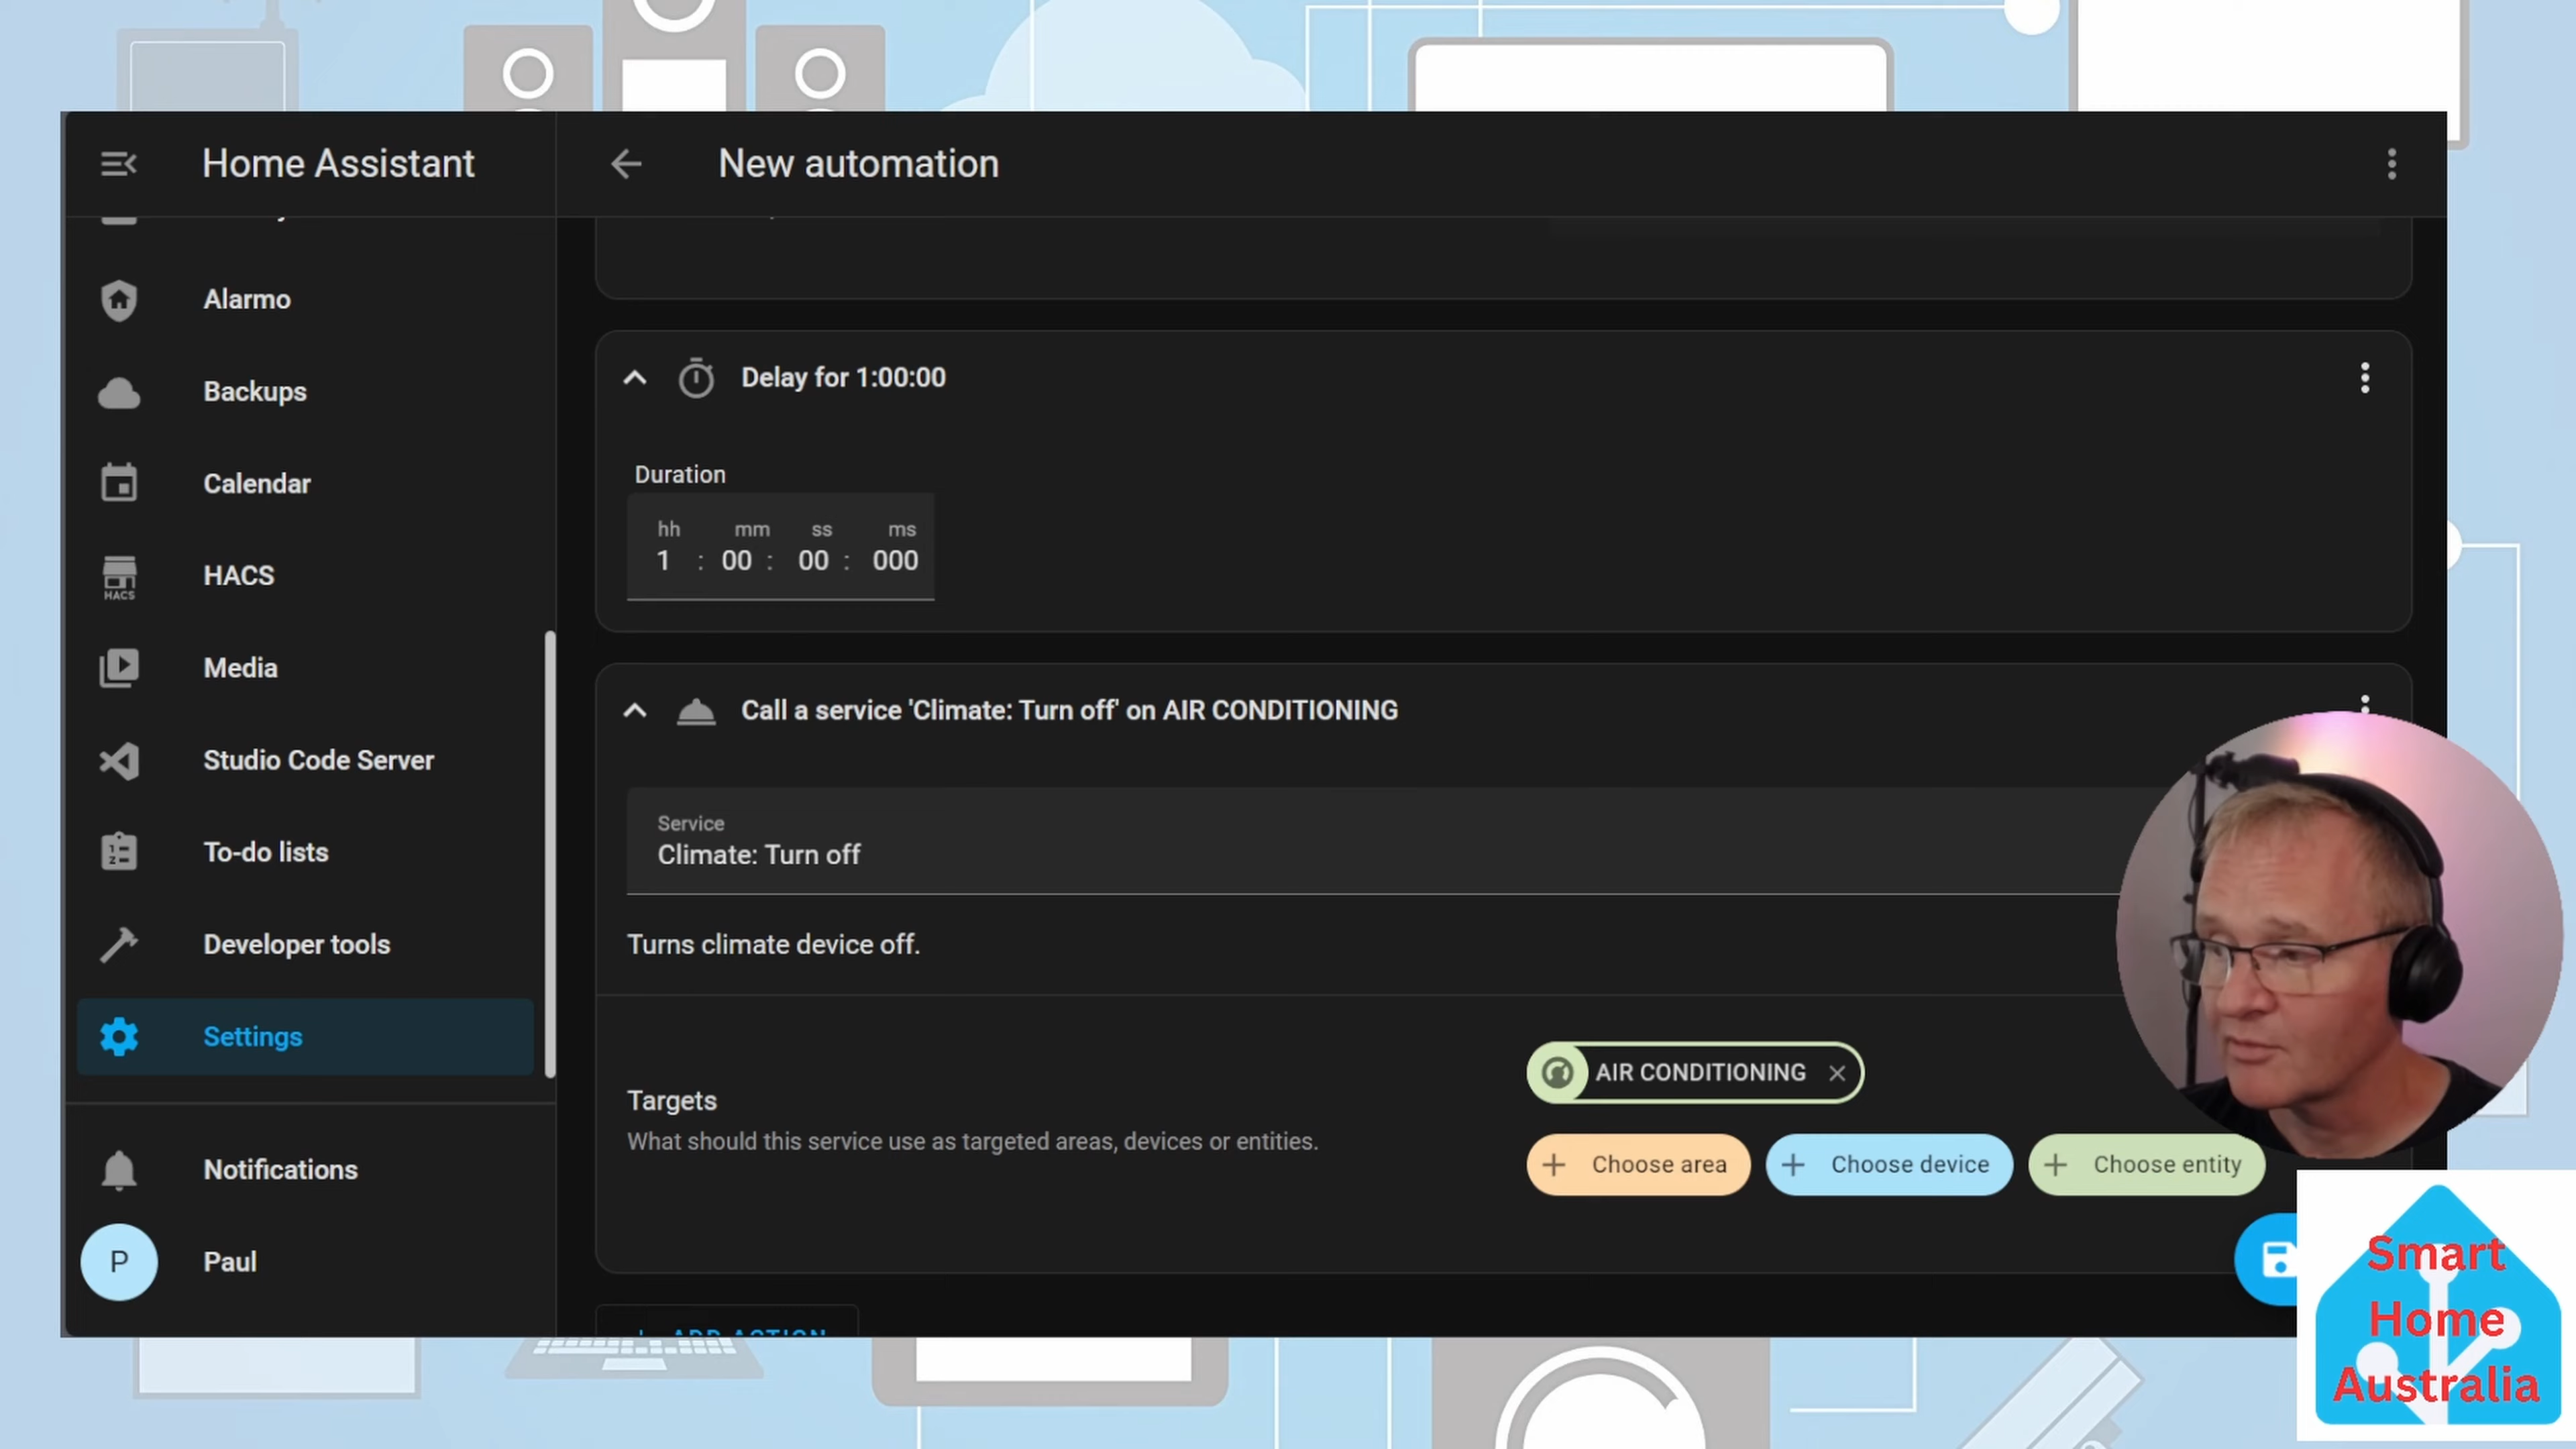 Home Assistant
New automation
Alarmo
Backups
Calendar
HACS
HACS
Media
Studio Code Server
To-do lists
Developer tools
Settings
Notifications
P
Paul
Delay for 1:00:00
Duration
hh mm ss ms
1 : 00 : 00 : 000
Call a service 'Climate: Turn off' on AIR CONDITIONING
Service
Climate: Turn off
Turns climate device off.
Targets
What should this service use as targeted areas, devices or entities.
AIR CONDITIONING
Choose area
Choose device
Choose entity
ADD ACTION
Smart
Home
Australia